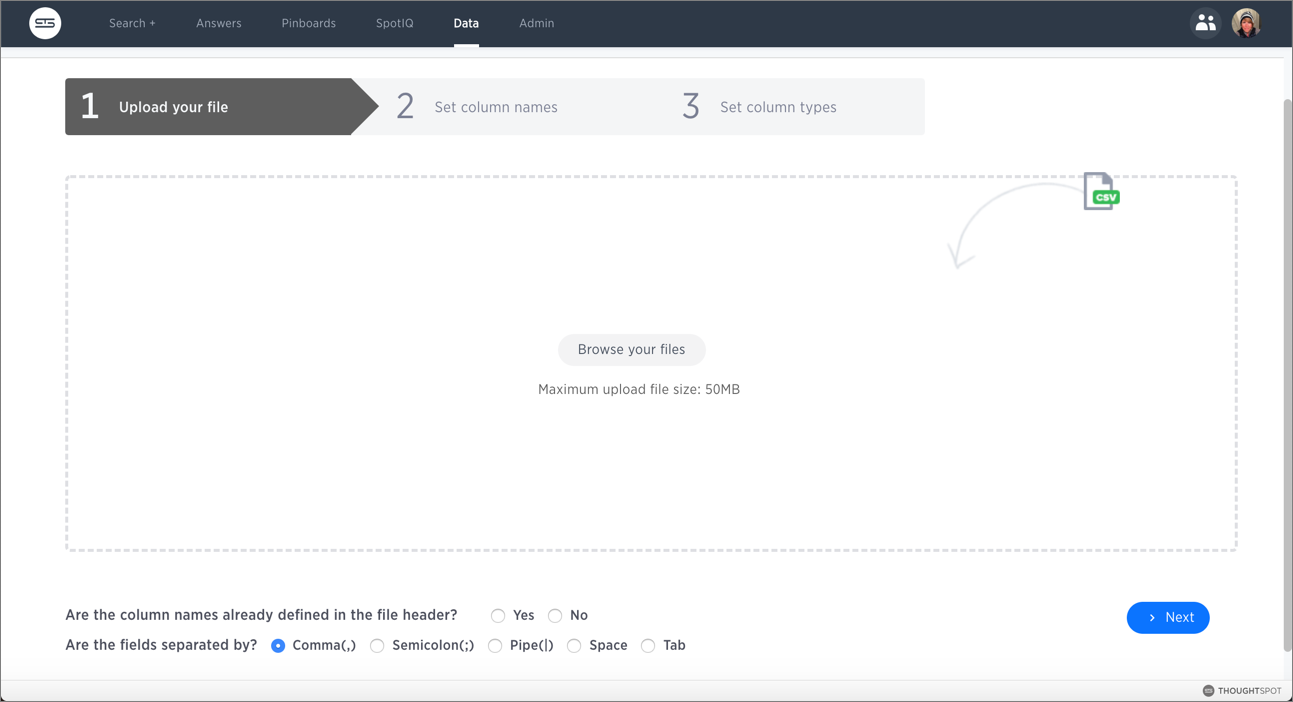 Search + Answers Pinboards SpotIQ Data Admin
1 Upload your file 2 Set column names 3 Set column types
CSV
Browse your files
Maximum upload file size: 50MB
Are the column names already defined in the file header? Yes No
Next
Are the fields separated by? Comma(,) Semicolon(;) Pipe(|) Space Tab
THOUGHTSPOT